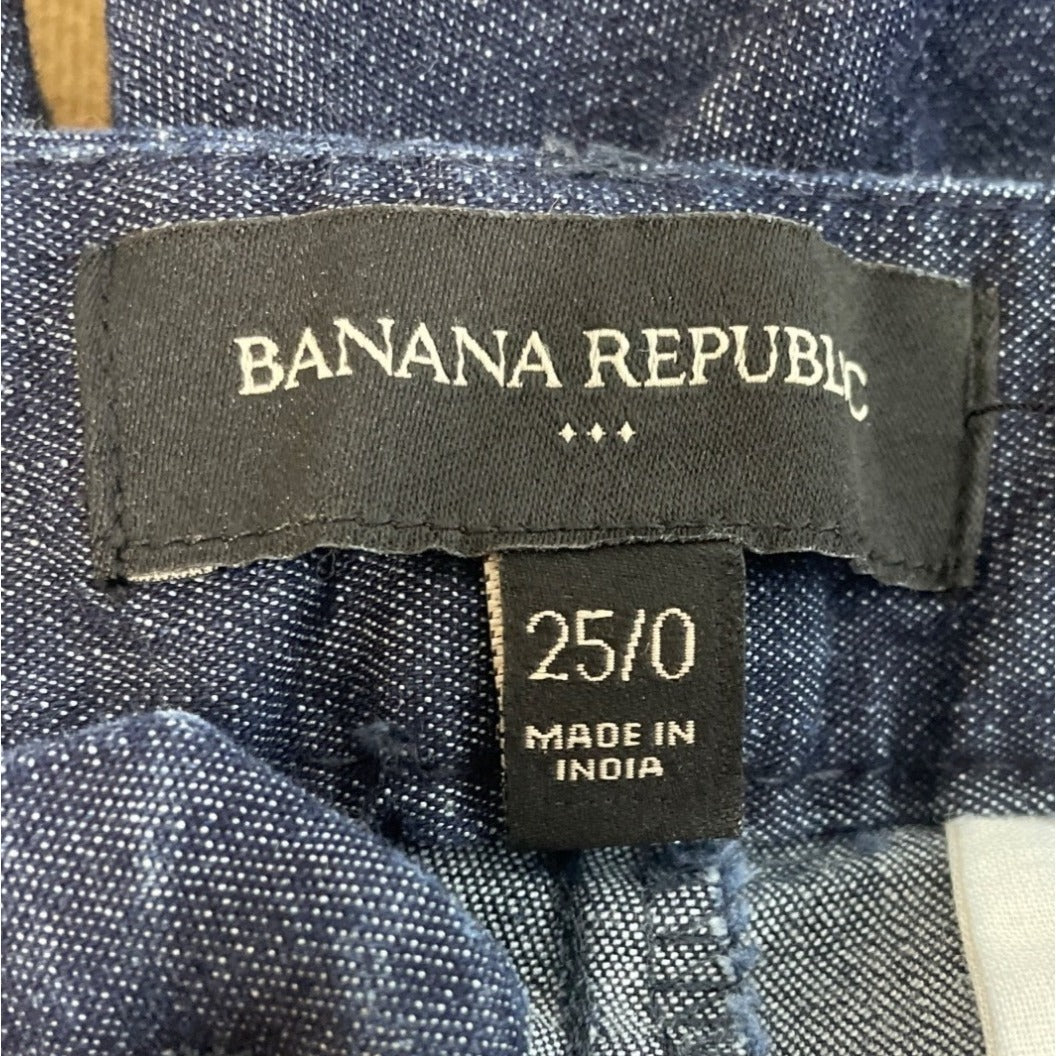 BANANA REPUBLIC
25/0
MADE IN
INDIA